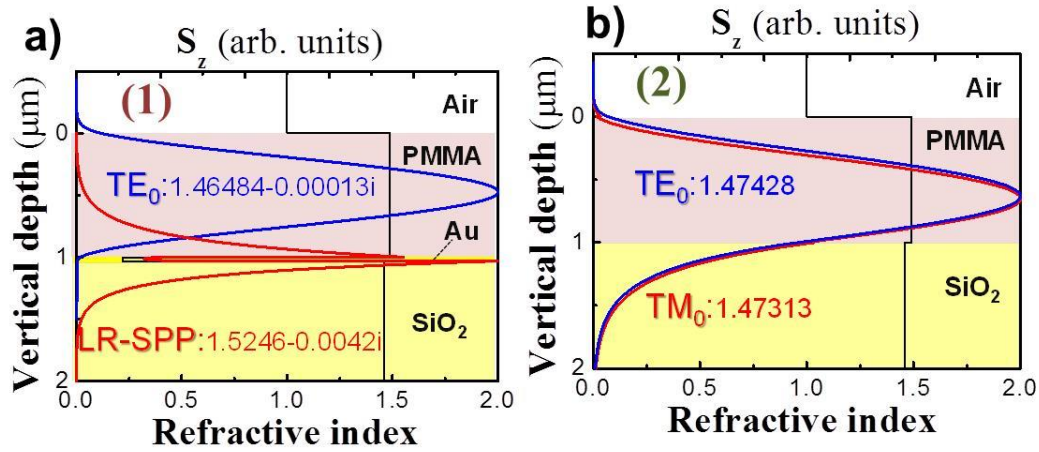 a)
S_z (arb. units)
(1)
Air
PMMA
TE₀:1.46484-0.00013i
Au
SiO₂
LR-SPP:1.5246-0.0042i
Vertical depth (μm)
0
1
2
0.0 0.5 1.0 1.5 2.0
Refractive index
b)
S_z (arb. units)
(2)
Air
PMMA
TE₀:1.47428
SiO₂
TM₀:1.47313
Vertical depth (μm)
0
1
2
0.0 0.5 1.0 1.5 2.0
Refractive index